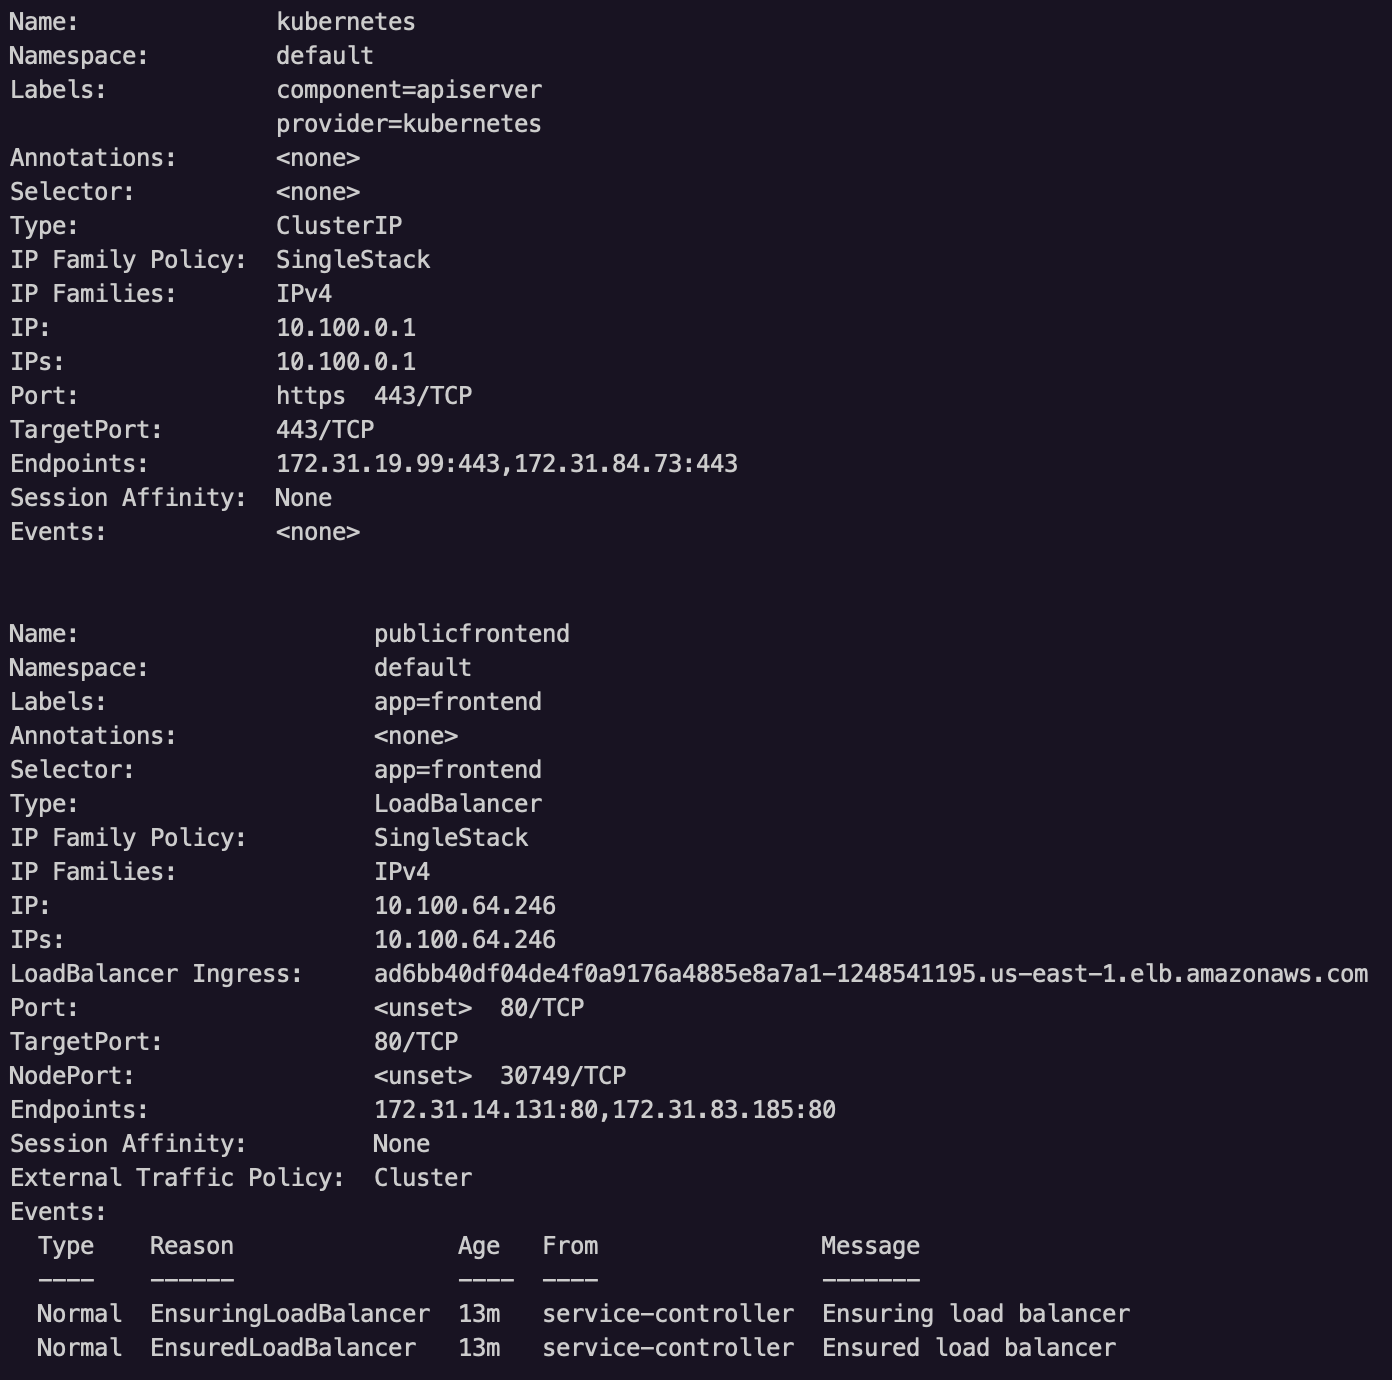 Name:              kubernetes
Namespace:         default
Labels:            component=apiserver
                   provider=kubernetes
Annotations:       <none>
Selector:          <none>
Type:              ClusterIP
IP Family Policy:  SingleStack
IP Families:       IPv4
IP:                10.100.0.1
IPs:               10.100.0.1
Port:              https  443/TCP
TargetPort:        443/TCP
Endpoints:         172.31.19.99:443,172.31.84.73:443
Session Affinity:  None
Events:            <none>

Name:                     publicfrontend
Namespace:                default
Labels:                   app=frontend
Annotations:              <none>
Selector:                 app=frontend
Type:                     LoadBalancer
IP Family Policy:         SingleStack
IP Families:              IPv4
IP:                       10.100.64.246
IPs:                      10.100.64.246
LoadBalancer Ingress:     ad6bb40df04de4f0a9176a4885e8a7a1-1248541195.us-east-1.elb.amazonaws.com
Port:                     <unset>  80/TCP
TargetPort:               80/TCP
NodePort:                 <unset>  30749/TCP
Endpoints:                172.31.14.131:80,172.31.83.185:80
Session Affinity:         None
External Traffic Policy:  Cluster
Events:
  Type    Reason                Age   From                Message
  ----    ------                ----  ----                -------
  Normal  EnsuringLoadBalancer  13m   service-controller  Ensuring load balancer
  Normal  EnsuredLoadBalancer   13m   service-controller  Ensured load balancer